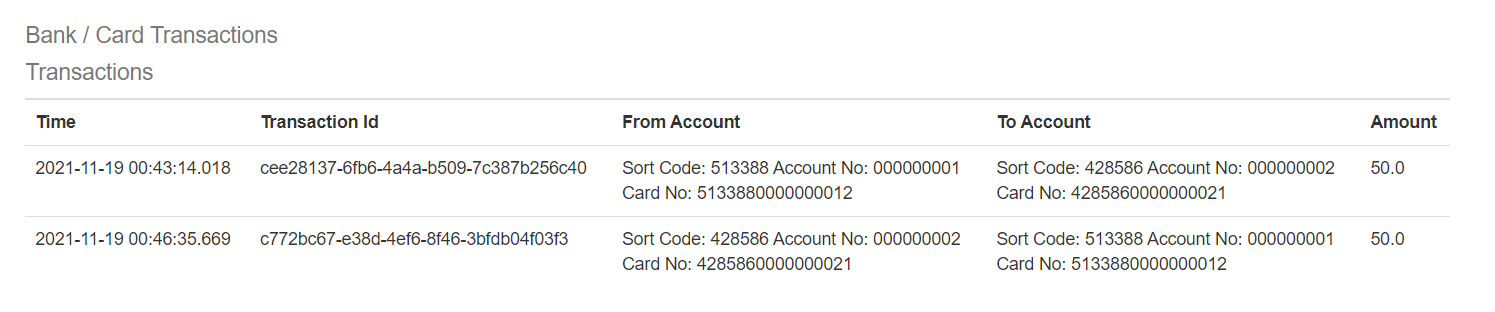 Bank / Card Transactions
Transactions
Time Transaction Id From Account To Account Amount
2021-11-19 00:43:14.018 cee28137-6fb6-4a4a-b509-7c387b256c40 Sort Code: 513388 Account No: 000000001 Sort Code: 428586 Account No: 000000002 50.0
Card No: 5133880000000012 Card No: 4285860000000021
2021-11-19 00:46:35.669 c772bc67-e38d-4ef6-8f46-3bfdb04f03f3 Sort Code: 428586 Account No: 000000002 Sort Code: 513388 Account No: 000000001 50.0
Card No: 4285860000000021 Card No: 5133880000000012